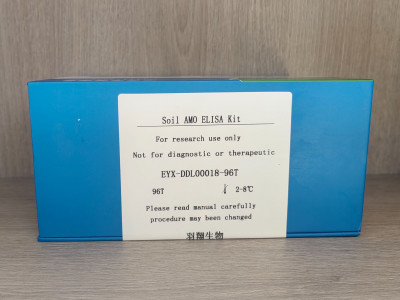 Soil AMO ELISA Kit
For research use only
Not for diagnostic or therapeutic
EYX-DDL00018-96T
96T 2-8℃
Please read manual carefully
procedure may been changed
羽翔生物